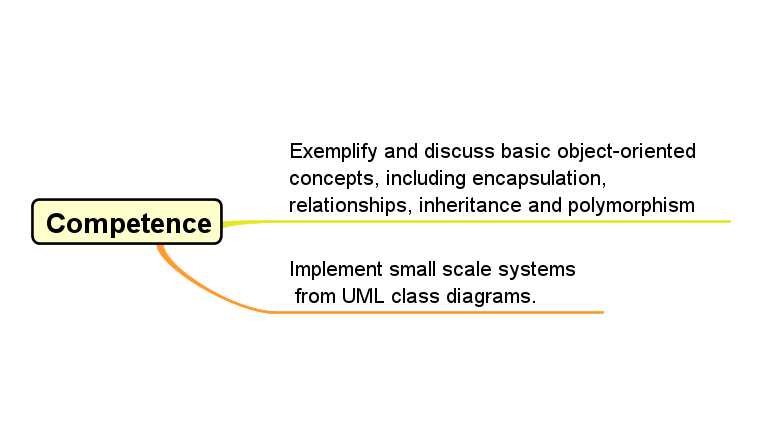 Exemplify and discuss basic object-oriented
concepts, including encapsulation,
relationships, inheritance and polymorphism
Competence
Implement small scale systems
from UML class diagrams.